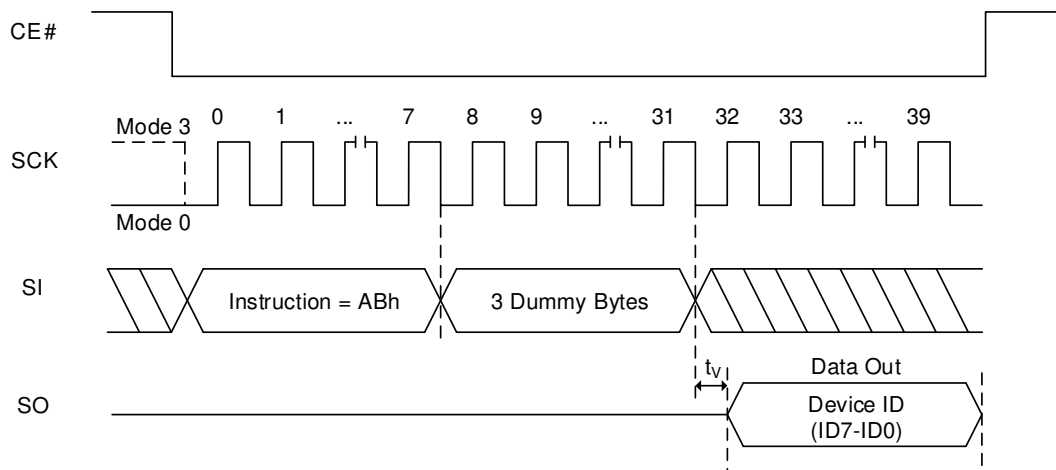 CE#
0 1 ... 7 8 9 ... 31 32 33 ... 39
Mode 3
SCK
Mode 0
SI
Instruction = ABh
3 Dummy Bytes
tV
Data Out
SO
Device ID
(ID7-ID0)